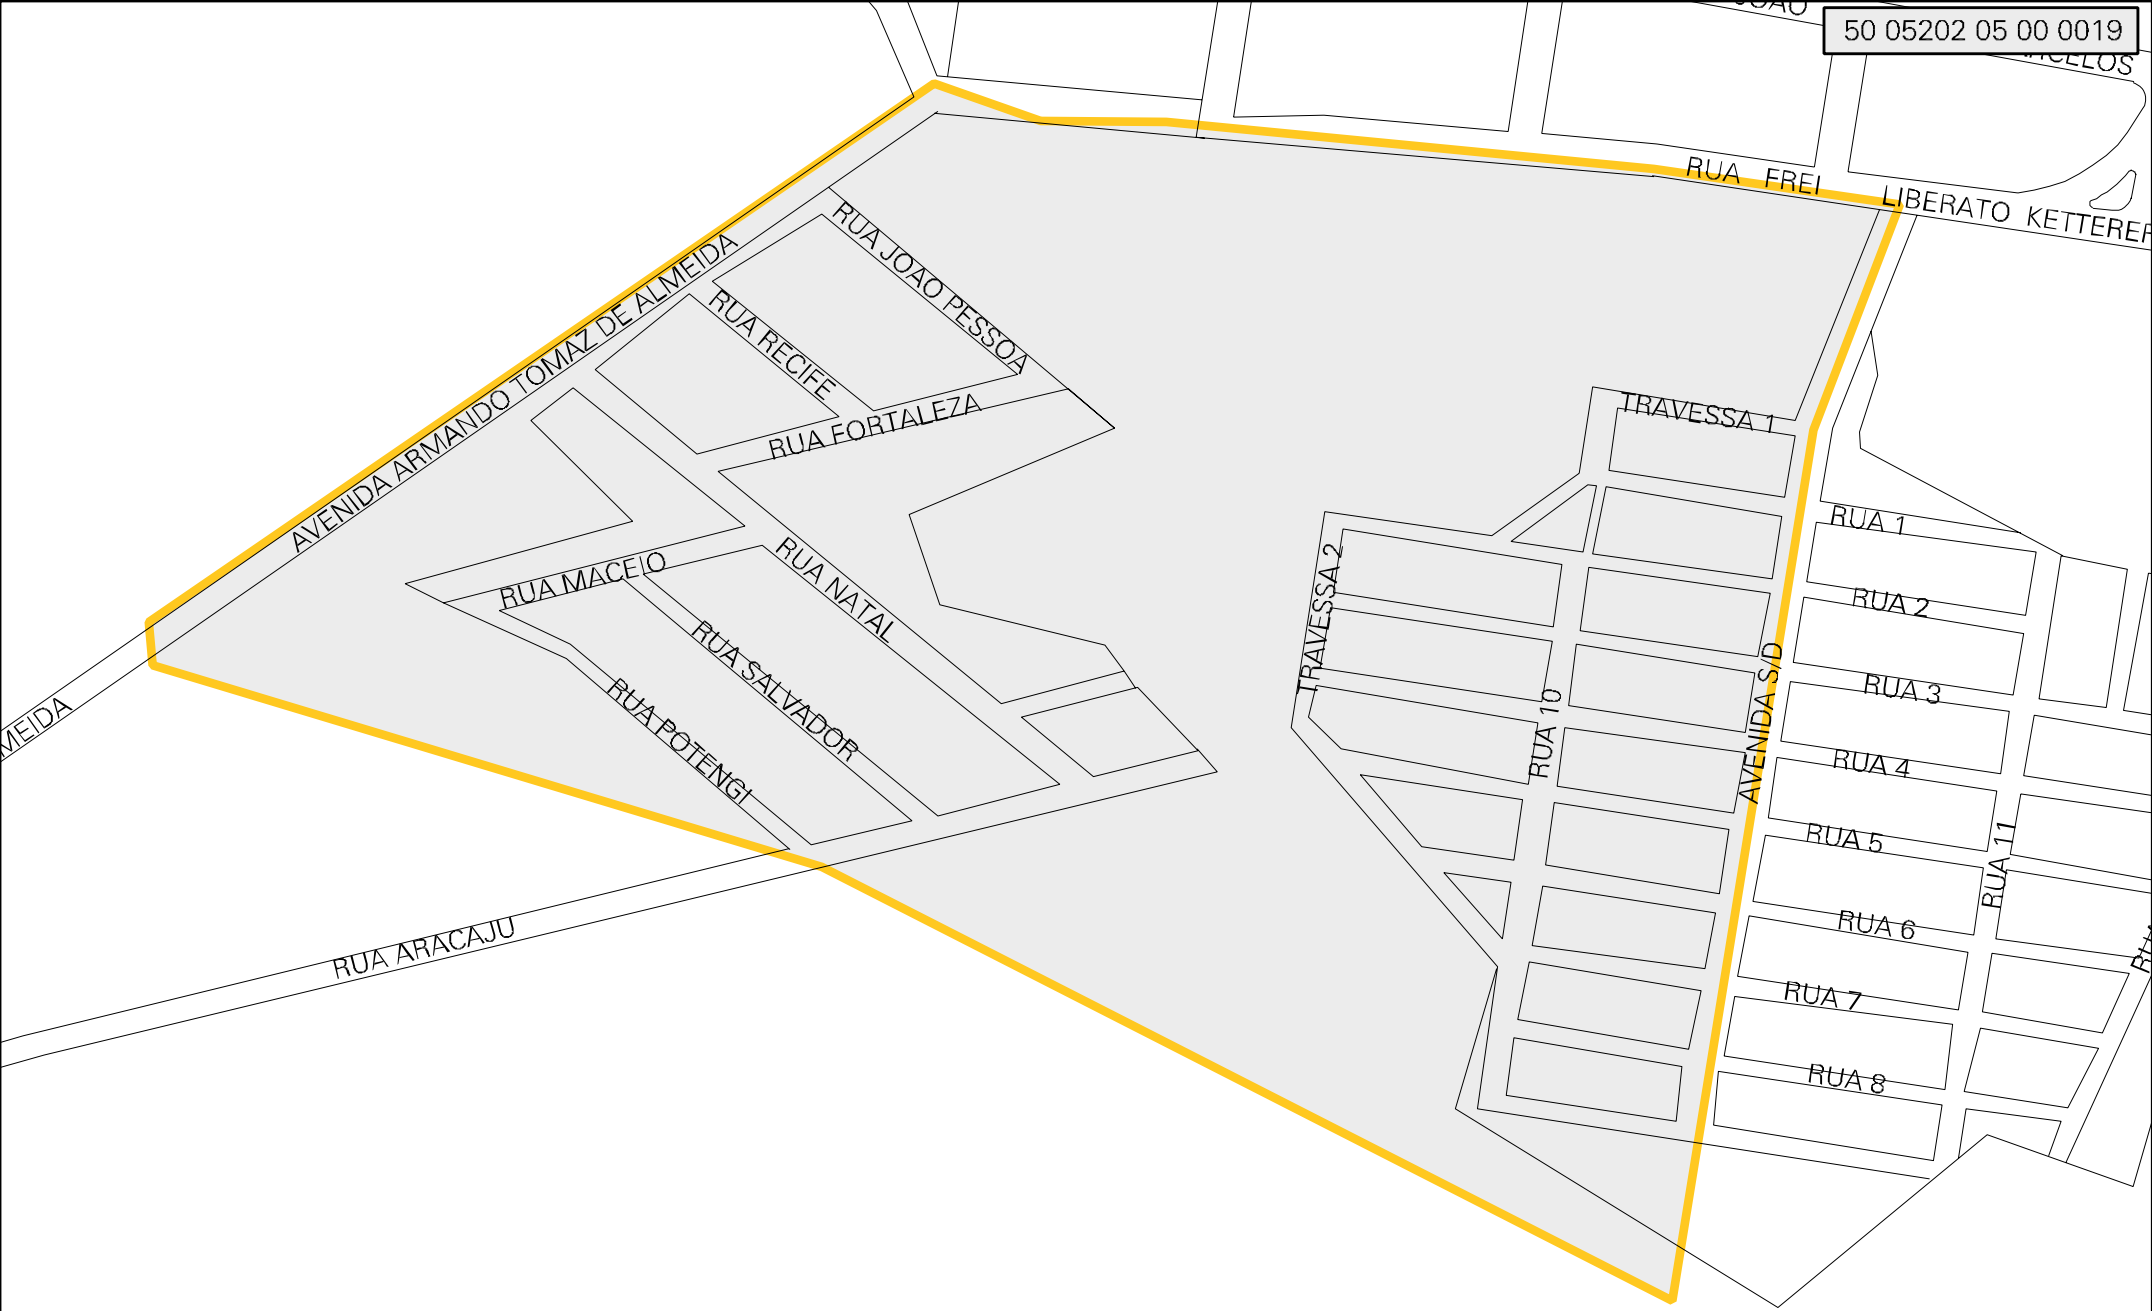 JOAO
50 05202 05 00 0019
RUA FREI LIBERATO KETTERER
RUA JOAO PESSOA
AVENIDA ARMANDO TOMAZ DE ALMEIDA
RUA RECIFE
RUA FORTALEZA
TRAVESSA 1
RUA 1
RUA MACEIO
RUA NATAL
TRAVESSA 2
RUA 2
RUA SALVADOR
RUA POTENGI
RUA 10
AVENIDA S/D
RUA 3
MEIDA
RUA 4
RUA 5
RUA 11
RUA ARACAJU
RUA 6
RUA 7
RUA 8